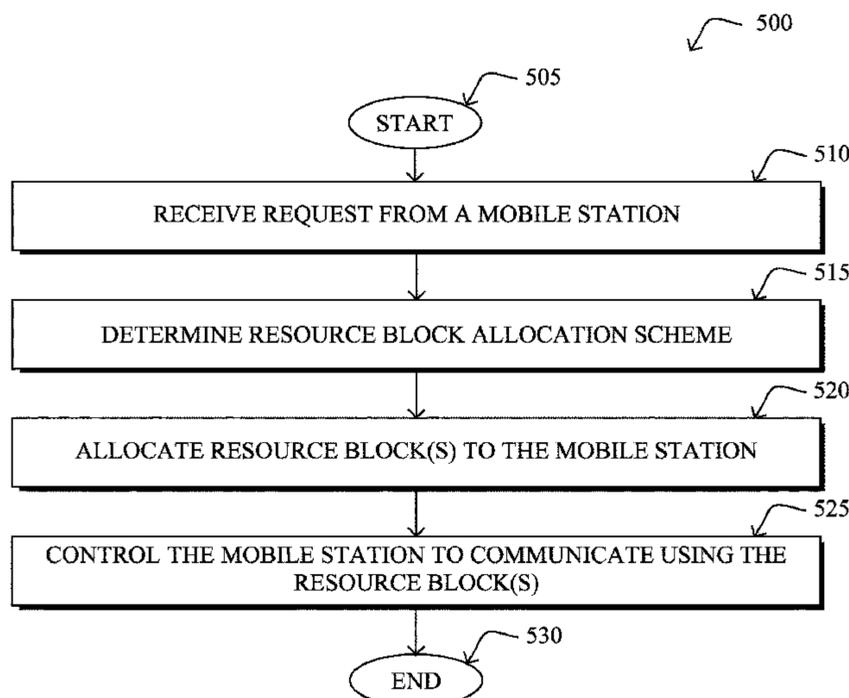 500
505
START
510
RECEIVE REQUEST FROM A MOBILE STATION
515
DETERMINE RESOURCE BLOCK ALLOCATION SCHEME
520
ALLOCATE RESOURCE BLOCK(S) TO THE MOBILE STATION
525
CONTROL THE MOBILE STATION TO COMMUNICATE USING THE
RESOURCE BLOCK(S)
530
END